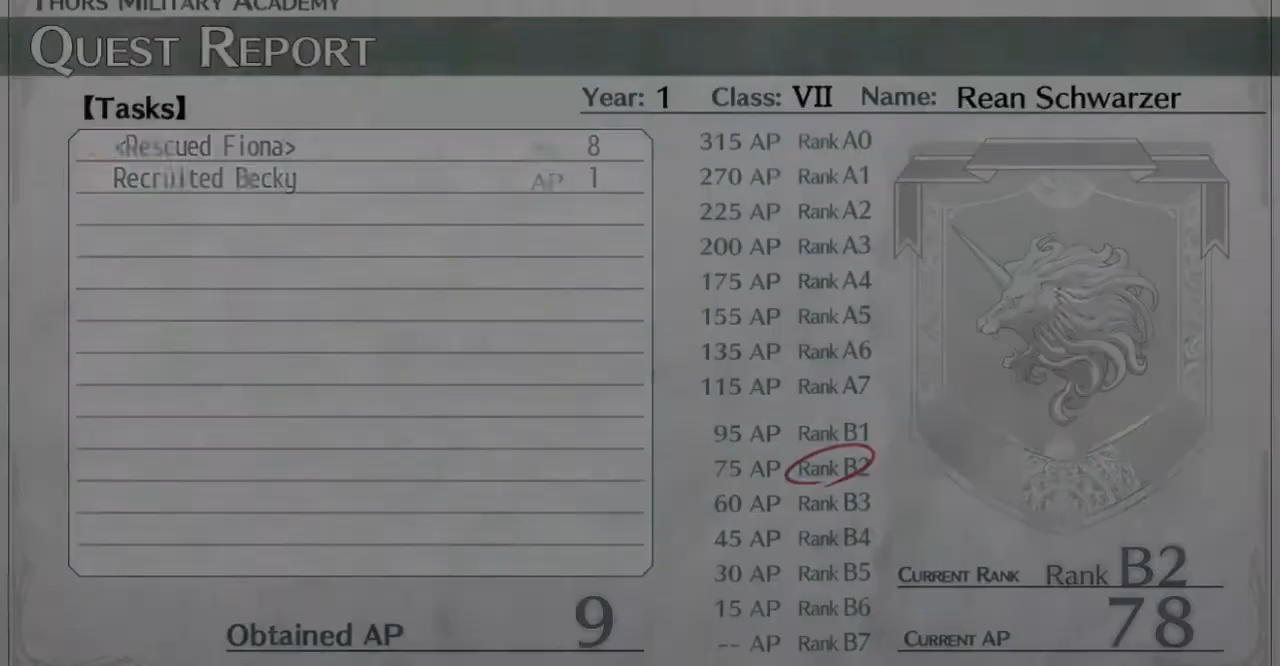 THORS MILITARY ACADEMY
QUEST REPORT
【Tasks】
Year: 1 Class: VII Name: Rean Schwarzer
<Rescued Fiona> 8
Recruited Becky AP 1
Obtained AP 9
315 AP Rank A0
270 AP Rank A1
225 AP Rank A2
200 AP Rank A3
175 AP Rank A4
155 AP Rank A5
135 AP Rank A6
115 AP Rank A7
95 AP Rank B1
75 AP Rank B2
60 AP Rank B3
45 AP Rank B4
30 AP Rank B5
15 AP Rank B6
-- AP Rank B7
CURRENT RANK Rank B2
CURRENT AP 78